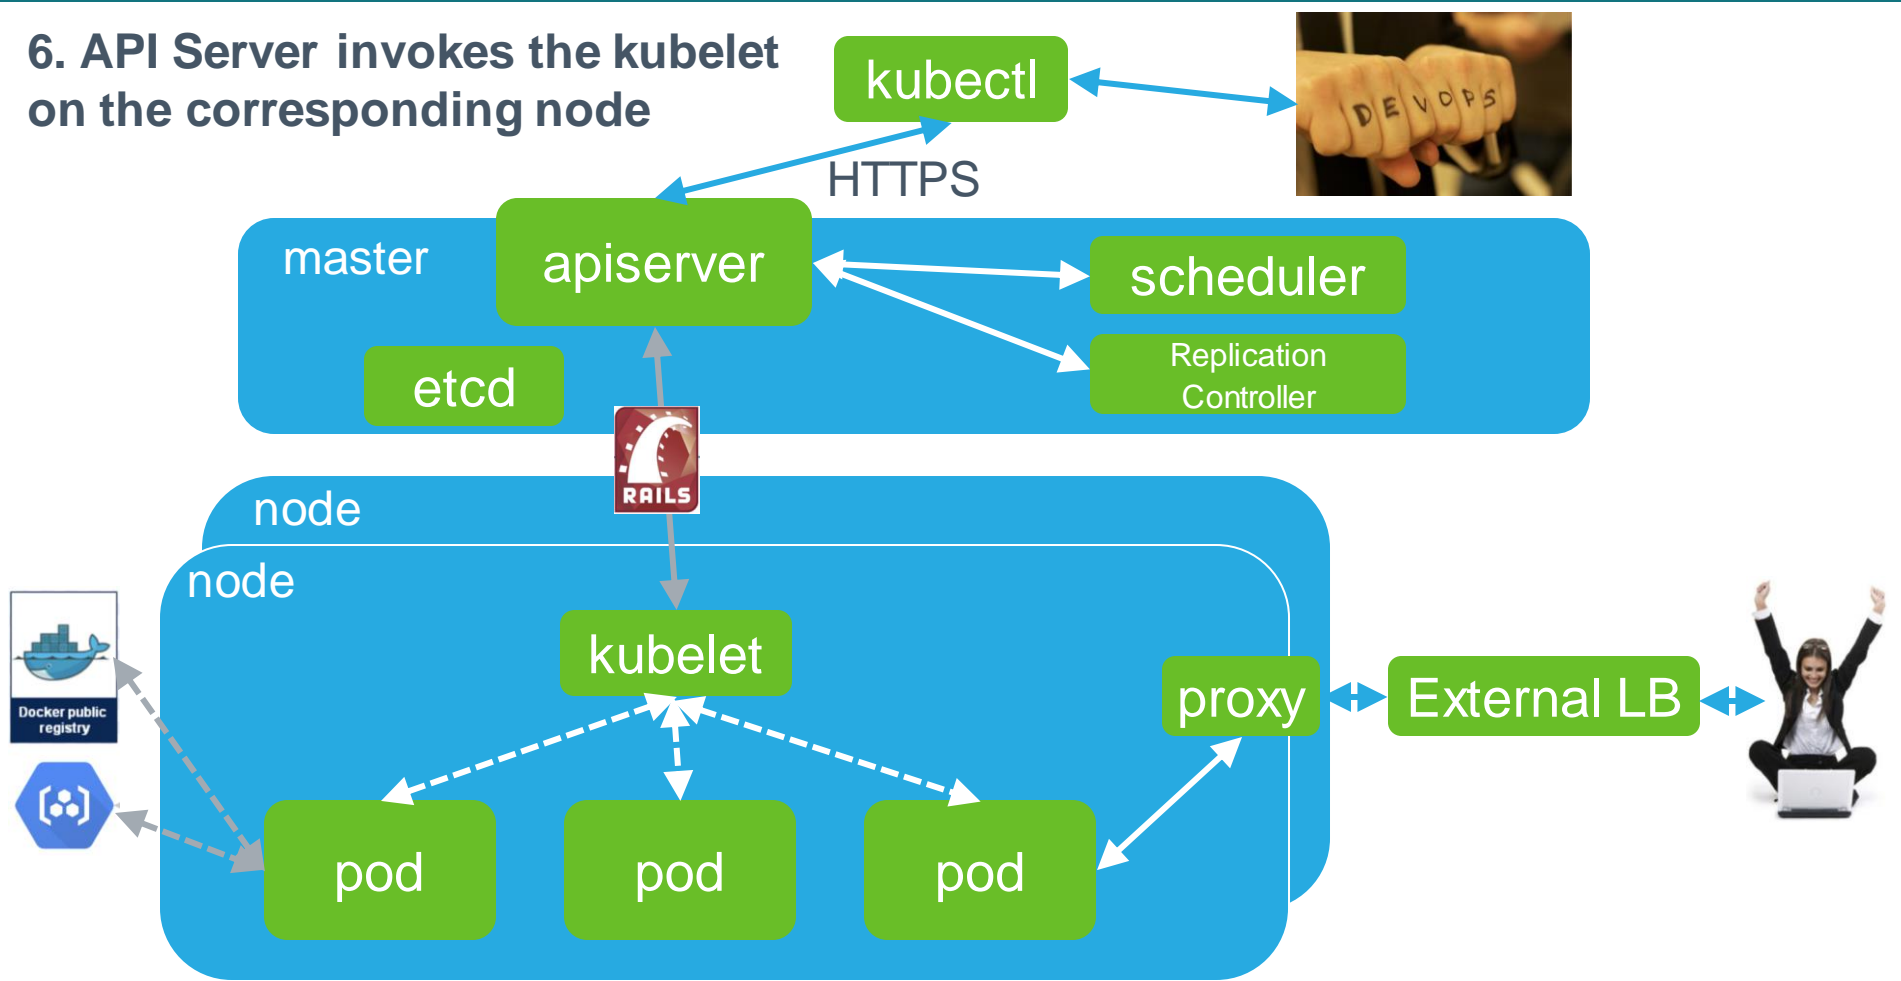 6. API Server invokes the kubelet
on the corresponding node
kubectl
DEVOPS
HTTPS
master
apiserver
scheduler
Replication
Controller
etcd
RAILS
node
node
kubelet
Docker public
registry
proxy
External LB
pod
pod
pod